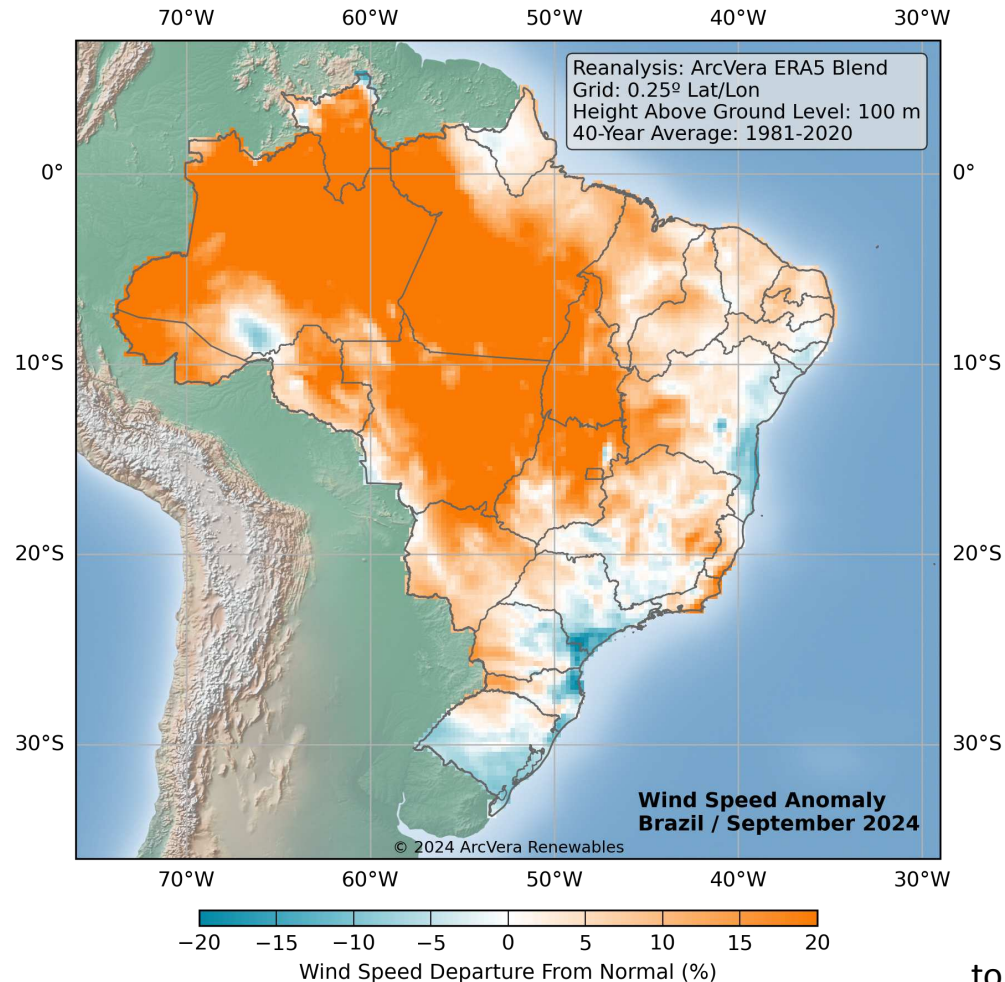 70°W 60°W 50°W 40°W 30°W
Reanalysis: ArcVera ERA5 Blend
Grid: 0.25º Lat/Lon
Height Above Ground Level: 100 m
40-Year Average: 1981-2020
0° 0°
10°S 10°S
20°S 20°S
30°S 30°S
Wind Speed Anomaly
Brazil / September 2024
© 2024 ArcVera Renewables
70°W 60°W 50°W 40°W 30°W
−20 −15 −10 −5 0 5 10 15 20
Wind Speed Departure From Normal (%)
to